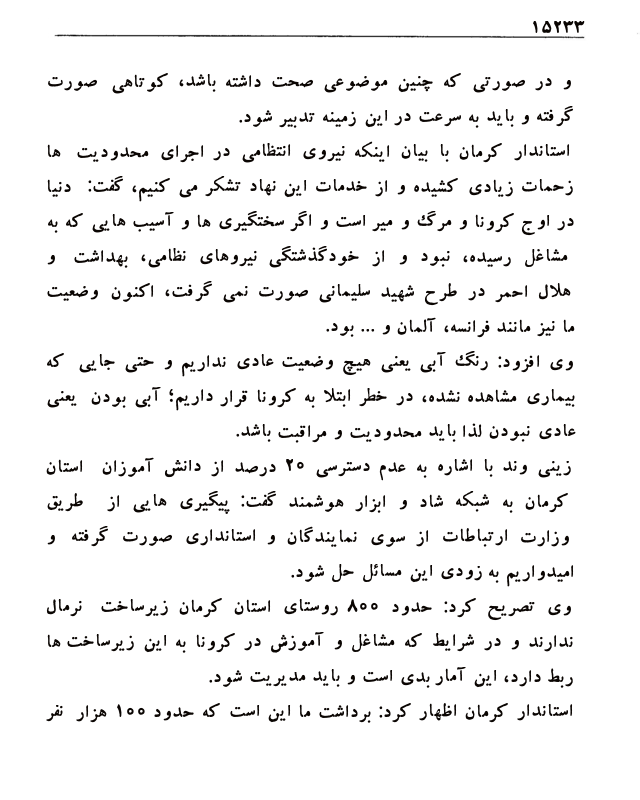 ۱۵۲۳۳
و در صورتی که چنین موضوعی صحت داشته باشد، کوتاهی صورت
گرفته و باید به سرعت در این زمینه تدبیر شود.
استاندار کرمان با بیان اینکه نیروی انتظامی در اجرای محدودیت ها
زحمات زیادی کشیده و از خدمات این نهاد تشکر می کنیم، گفت: دنیا
در اوج کرونا و مرگ و میر است و اگر سختگیری ها و آسیب هایی که به
مشاغل رسیده، نبود و از خودگذشتگی نیروهای نظامی، بهداشت و
هلال احمر در طرح شهید سلیمانی صورت نمی گرفت، اکنون وضعیت
ما نیز مانند فرانسه، آلمان و ... بود.
وی افزود: رنگ آبی یعنی هیچ وضعیت عادی نداریم و حتی جایی که
بیماری مشاهده نشده، در خطر ابتلا به کرونا قرار داریم؛ آبی بودن یعنی
عادی نبودن لذا باید محدودیت و مراقبت باشد.
زینی وند با اشاره به عدم دسترسی ۲۰ درصد از دانش آموزان استان
کرمان به شبکه شاد و ابزار هوشمند گفت: پیگیری هایی از طریق
وزارت ارتباطات از سوی نمایندگان و استانداری صورت گرفته و
امیدواریم به زودی این مسائل حل شود.
وی تصریح کرد: حدود ۸۰۰ روستای استان کرمان زیرساخت نرمال
ندارند و در شرایط که مشاغل و آموزش در کرونا به این زیرساخت ها
ربط دارد، این آمار بدی است و باید مدیریت شود.
استاندار کرمان اظهار کرد: برداشت ما این است که حدود ۱۰۰ هزار نفر